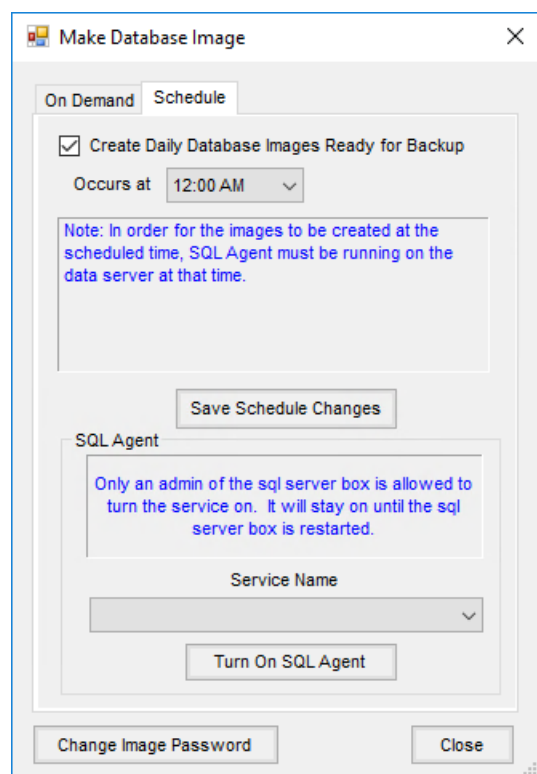 Make Database Image
On Demand
Schedule
Create Daily Database Images Ready for Backup
Occurs at
12:00 AM
Note: In order for the images to be created at the
scheduled time, SQL Agent must be running on the
data server at that time.
Save Schedule Changes
SQL Agent
Only an admin of the sql server box is allowed to
turn the service on. It will stay on until the sql
server box is restarted.
Service Name
Turn On SQL Agent
Change Image Password
Close